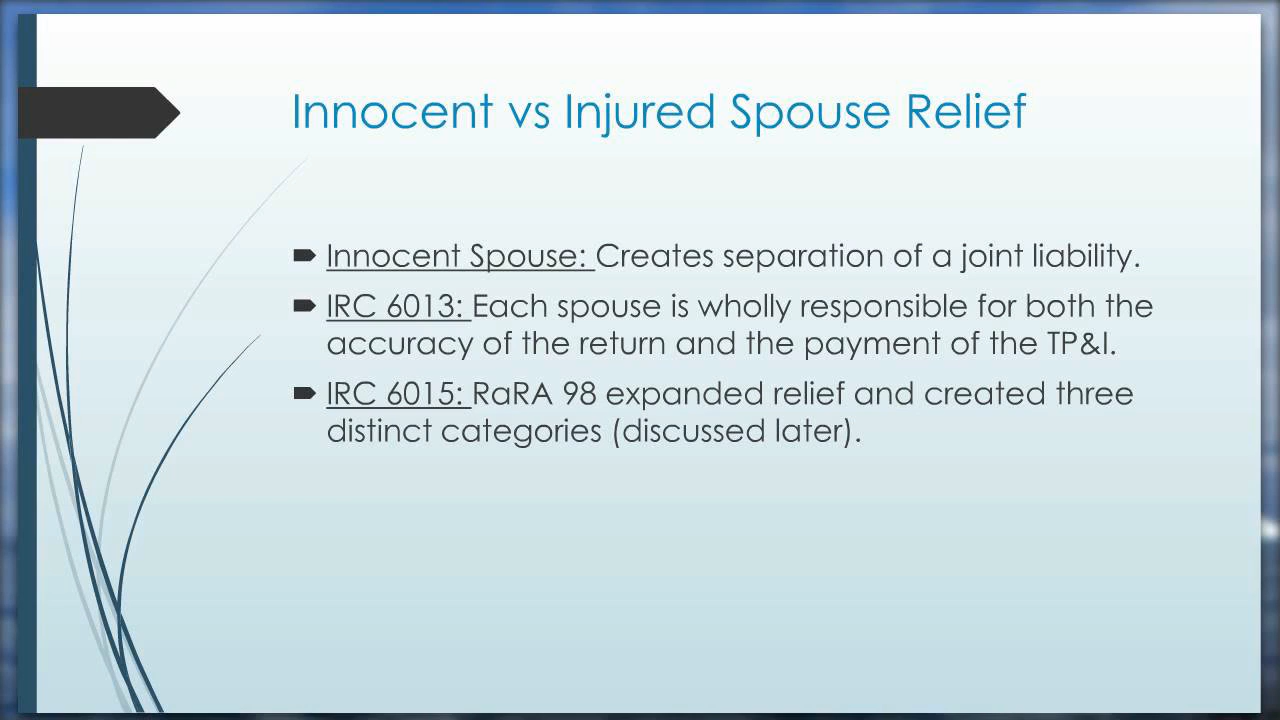 Innocent vs Injured Spouse Relief
Innocent Spouse: Creates separation of a joint liability.
IRC 6013: Each spouse is wholly responsible for both the
accuracy of the return and the payment of the TP&I.
IRC 6015: RaRA 98 expanded relief and created three
distinct categories (discussed later).